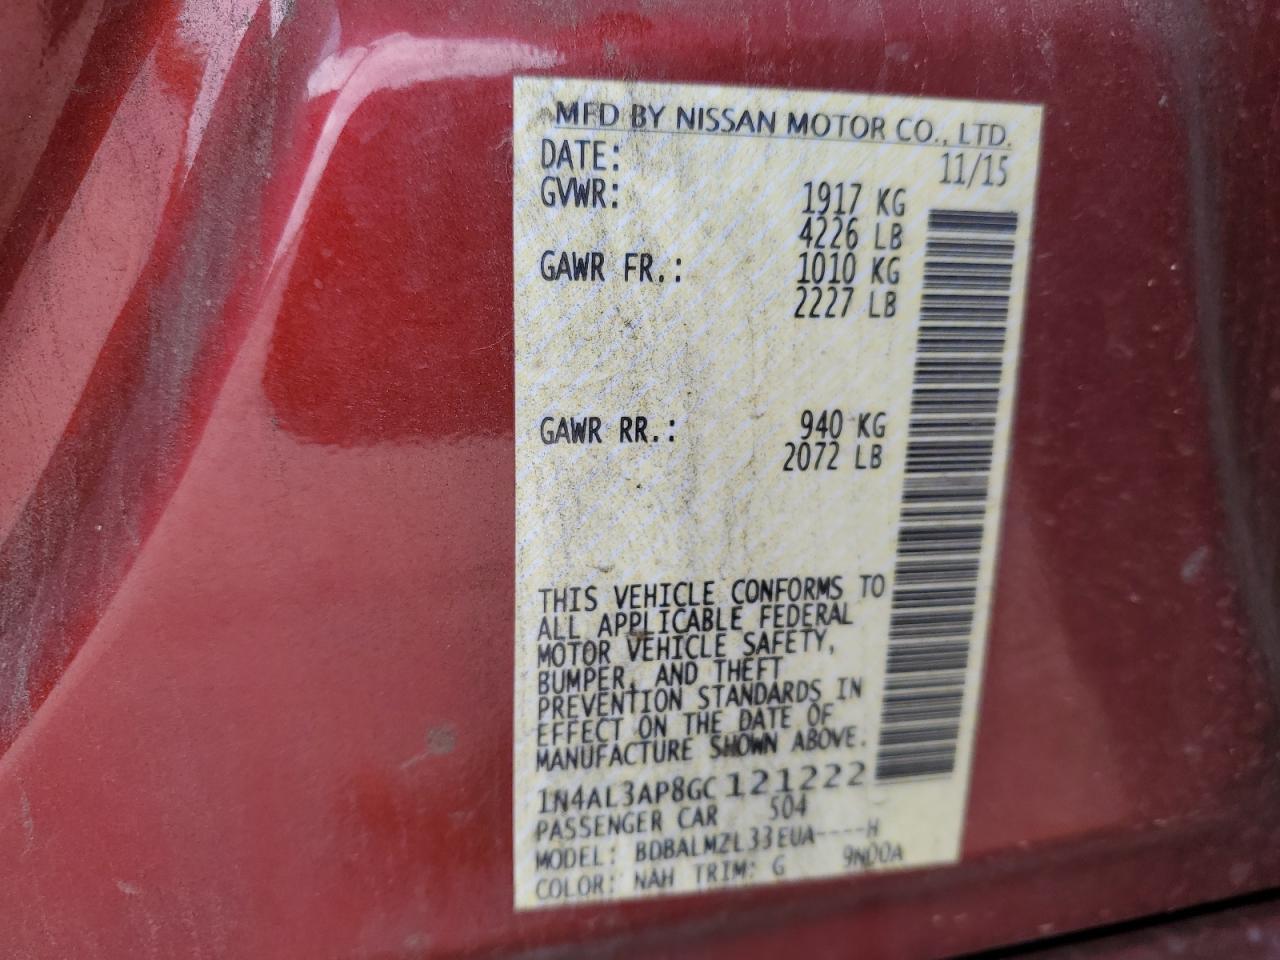 MFD BY NISSAN MOTOR CO., LTD.
DATE: 11/15
GVWR: 1917 KG
4226 LB
GAWR FR.: 1010 KG
2227 LB
GAWR RR.: 940 KG
2072 LB
THIS VEHICLE CONFORMS TO
ALL APPLICABLE FEDERAL
MOTOR VEHICLE SAFETY,
BUMPER, AND THEFT
PREVENTION STANDARDS IN
EFFECT ON THE DATE OF
MANUFACTURE SHOWN ABOVE.
1N4AL3AP8GC121222
PASSENGER CAR 504
MODEL: BDBALMZL33EUA----H
COLOR: NAH TRIM: G 9N00A